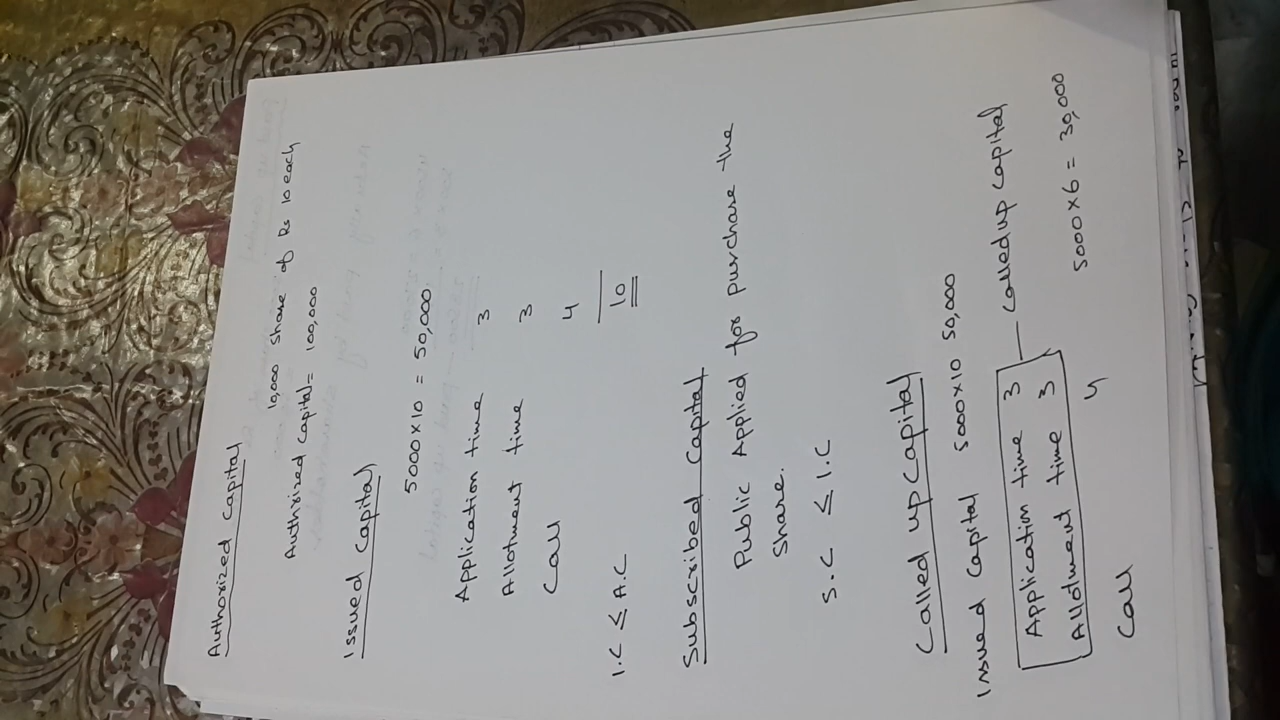 Authorized Capital
10,000 share of Rs 10 each
Authrized Capital = 100,000
Issued Capital
5000 x 10 = 50,000
Application time 3
Allotment time 3
Call 4
10
I.C ≤ A.C
Subscribed Capital
Public Applied for purchase the
Share.
S.C ≤ I.C
Called up Capital
Issued Capital 5000 x 10 50,000
Application time 3
Allotment time 3 — Called up Capital
Call 4 5000 x 6 = 30,000